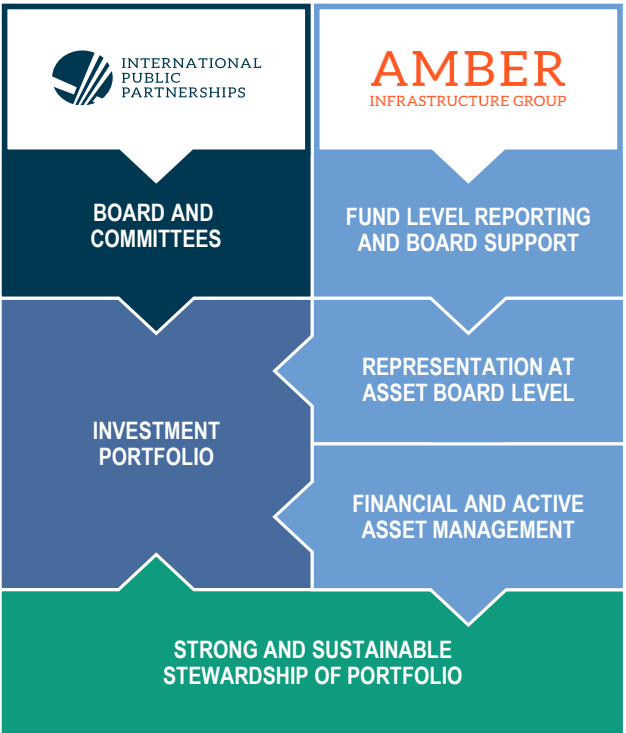 INTERNATIONAL
PUBLIC
PARTNERSHIPS
AMBER
INFRASTRUCTURE GROUP
BOARD AND
COMMITTEES
FUND LEVEL REPORTING
AND BOARD SUPPORT
REPRESENTATION AT
ASSET BOARD LEVEL
INVESTMENT
PORTFOLIO
FINANCIAL AND ACTIVE
ASSET MANAGEMENT
STRONG AND SUSTAINABLE
STEWARDSHIP OF PORTFOLIO